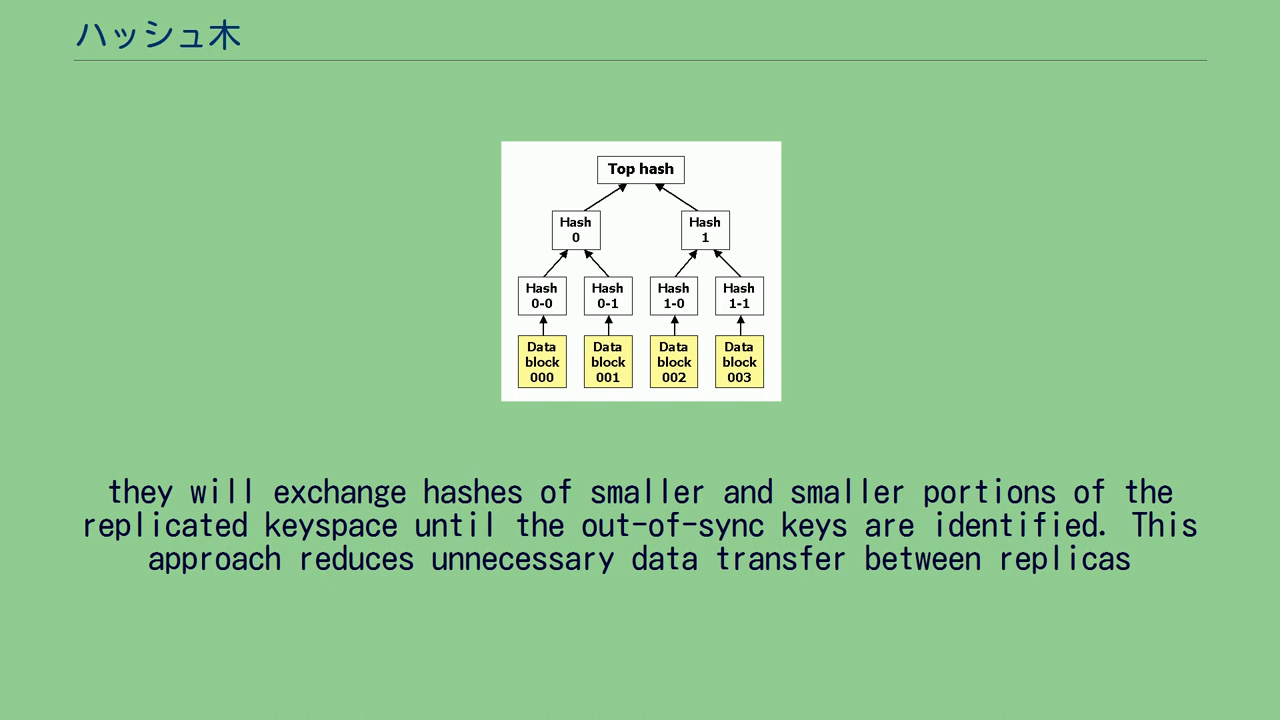 ハッシュ木
Top hash
Hash
0
Hash
1
Hash
0-0
Hash
0-1
Hash
1-0
Hash
1-1
Data
block
000
Data
block
001
Data
block
002
Data
block
003
they will exchange hashes of smaller and smaller portions of the
replicated keyspace until the out-of-sync keys are identified. This
approach reduces unnecessary data transfer between replicas